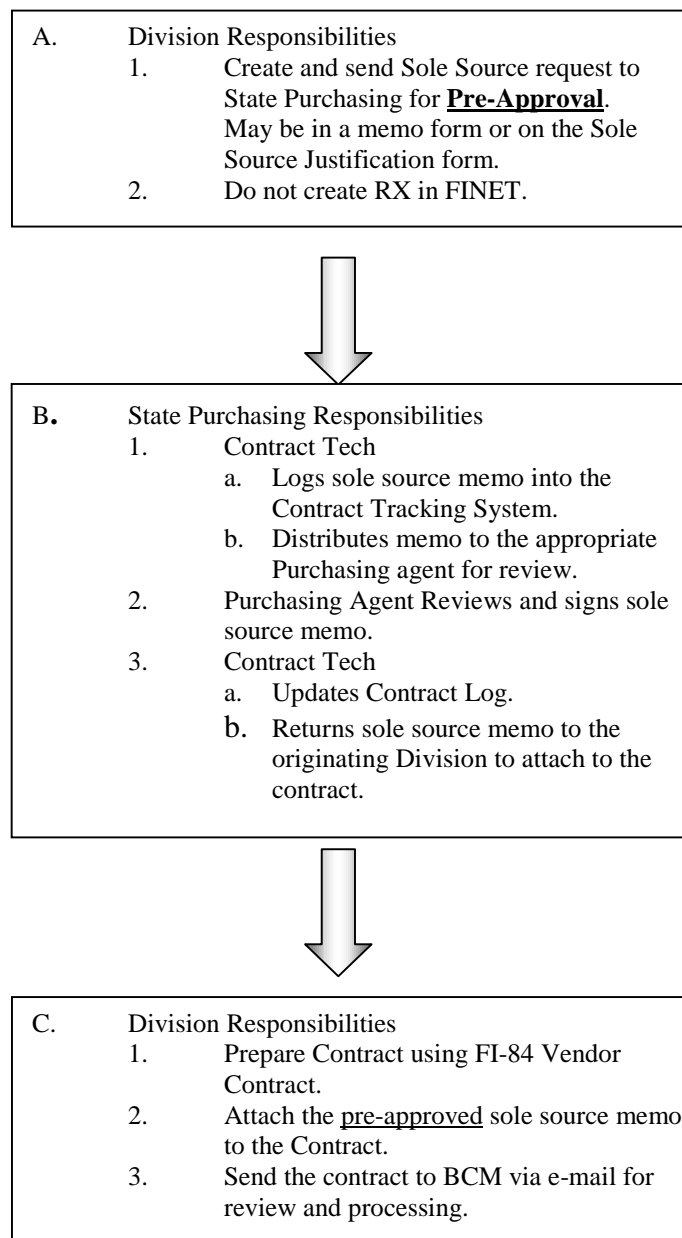 A. Division Responsibilities
1. Create and send Sole Source request to
State Purchasing for Pre-Approval.
May be in a memo form or on the Sole
Source Justification form.
2. Do not create RX in FINET.
B. State Purchasing Responsibilities
1. Contract Tech
a. Logs sole source memo into the
Contract Tracking System.
b. Distributes memo to the appropriate
Purchasing agent for review.
2. Purchasing Agent Reviews and signs sole
source memo.
3. Contract Tech
a. Updates Contract Log.
b. Returns sole source memo to the
originating Division to attach to the
contract.
C. Division Responsibilities
1. Prepare Contract using FI-84 Vendor
Contract.
2. Attach the pre-approved sole source memo
to the Contract.
3. Send the contract to BCM via e-mail for
review and processing.